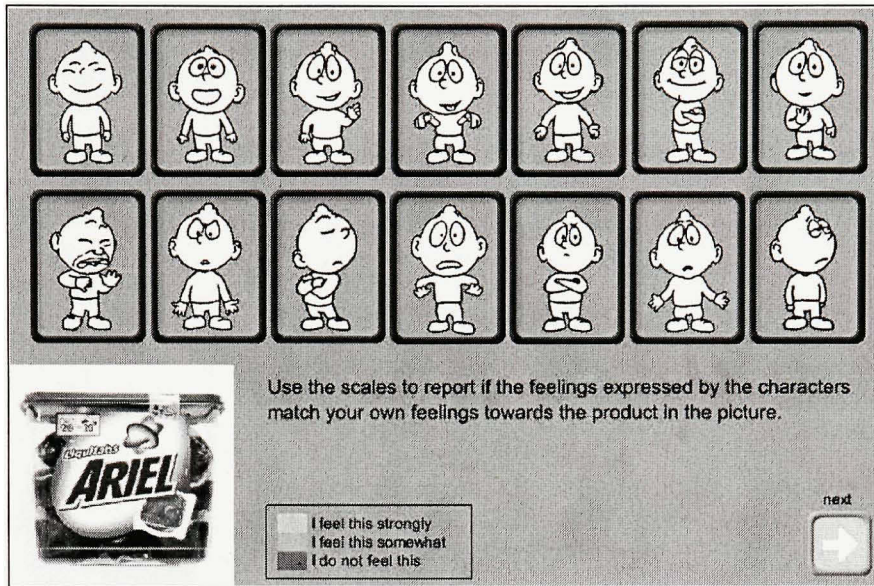 Use the scales to report if the feelings expressed by the characters
match your own feelings towards the product in the picture.
Liquitabs
ARIEL
I feel this strongly
I feel this somewhat
I do not feel this
next